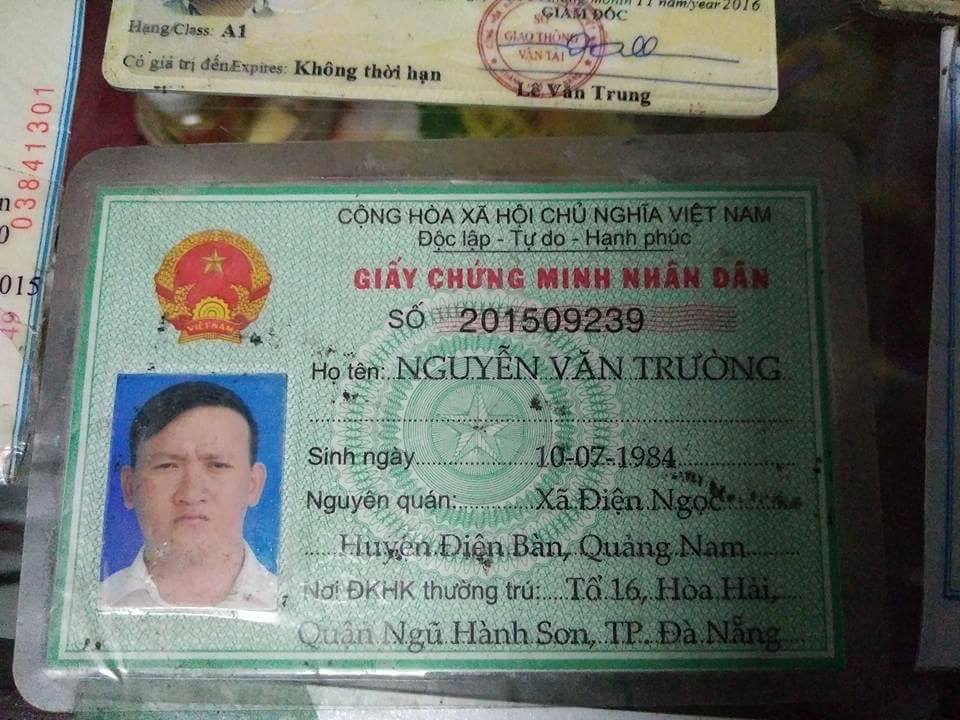 11 năm/year 2016
GIÁM ĐỐC
Hạng/Class: A1
SỞ
GIAO THÔNG
VẬN TẢI
Có giá trị đến/Expires: Không thời hạn
Lê Văn Trung
03841301
015
49
CỘNG HÒA XÃ HỘI CHỦ NGHĨA VIỆT NAM
Độc lập - Tự do - Hạnh phúc
GIẤY CHỨNG MINH NHÂN DÂN
SỐ 201509239
VIỆT NAM
Họ tên: NGUYỄN VĂN TRƯỜNG
Sinh ngày 10-07-1984
Nguyên quán: Xã Điện Ngọc
Huyện Điện Bàn, Quảng Nam
Nơi ĐKHK thường trú: Tổ 16, Hòa Hải,
Quận Ngũ Hành Sơn, TP. Đà Nẵng